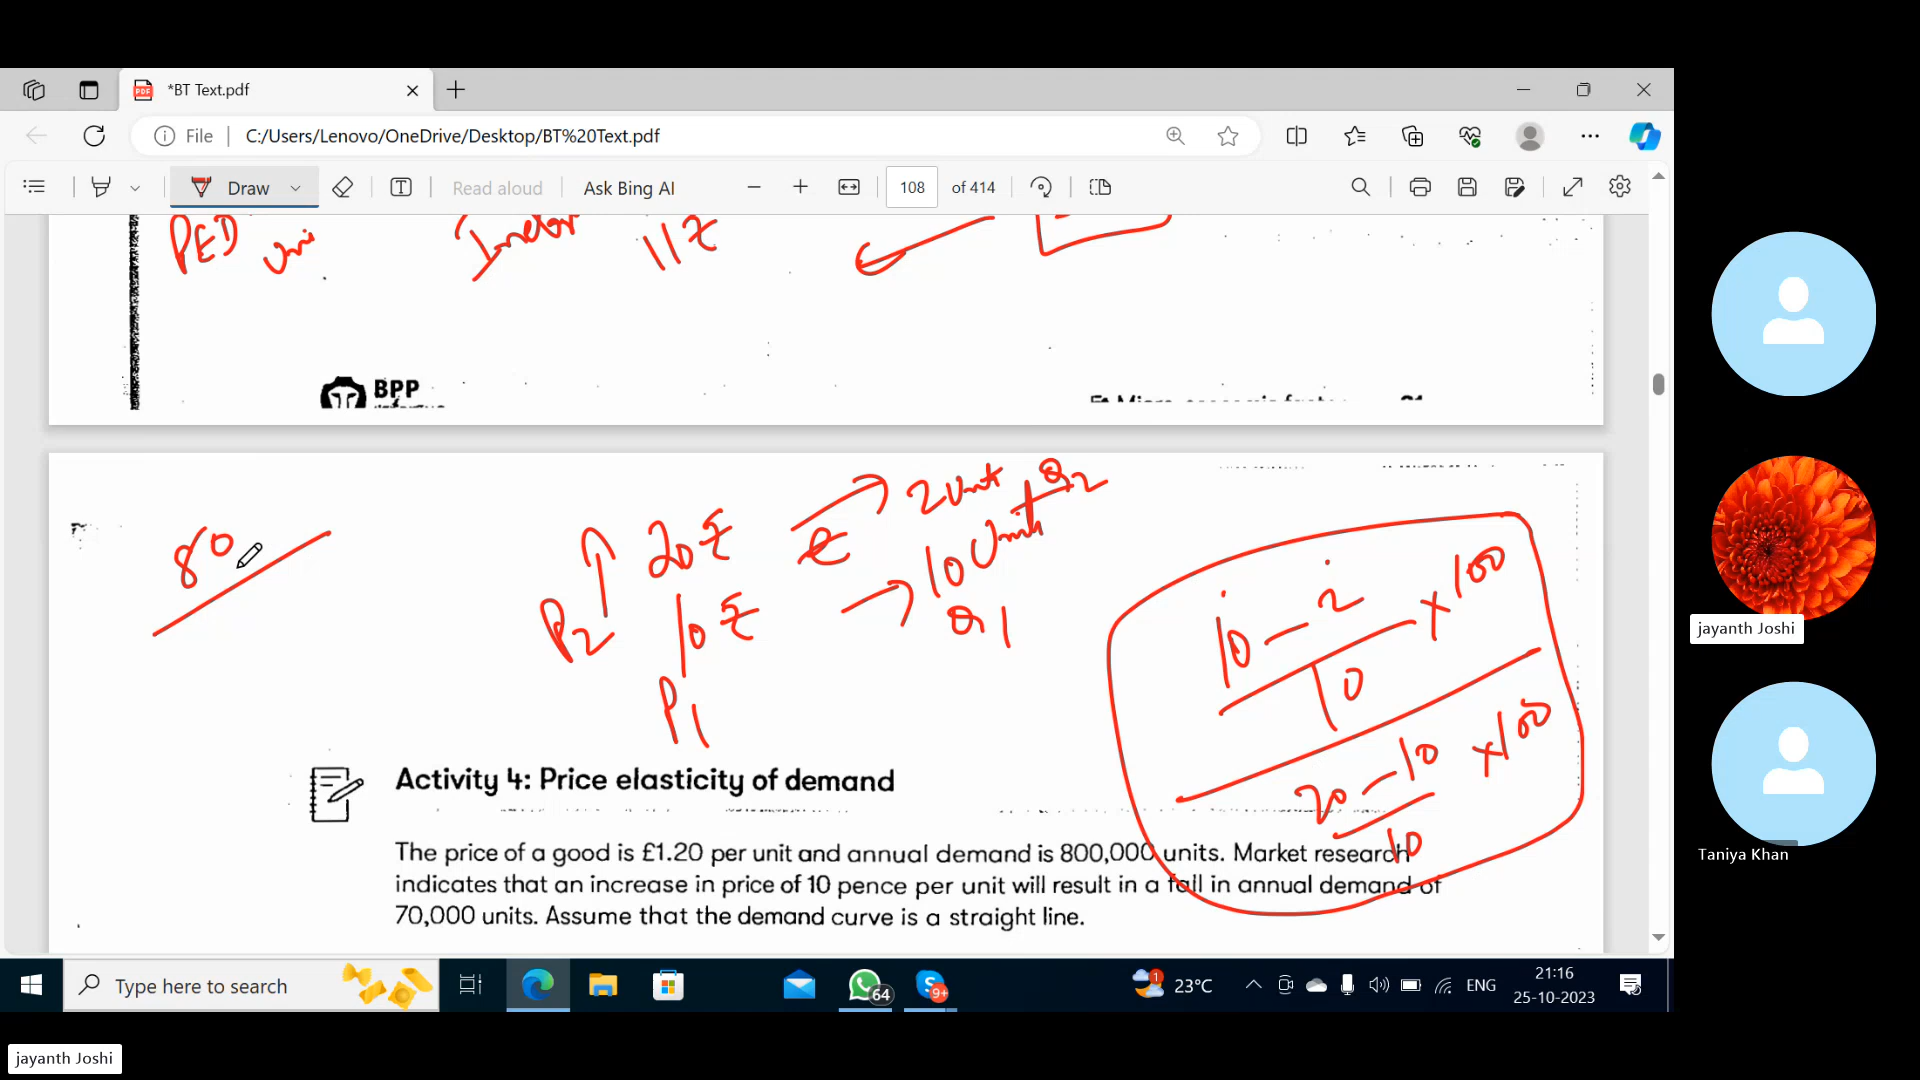 *BT Text.pdf
File C:/Users/Lenovo/OneDrive/Desktop/BT%20Text.pdf
Draw Read aloud Ask Bing AI 108 of 414
PED
11
BPP
80
20 2 Unit Q2
P2 10 10 Unit Q1
P1
10 - 2 × 100
10
20 - 10 × 100
10
Activity 4: Price elasticity of demand
The price of a good is £1.20 per unit and annual demand is 800,000 units. Market research
indicates that an increase in price of 10 pence per unit will result in a fall in annual demand of
70,000 units. Assume that the demand curve is a straight line.
jayanth Joshi
Taniya Khan
Type here to search
64
9+
1
23°C
ENG
21:16
25-10-2023
jayanth Joshi